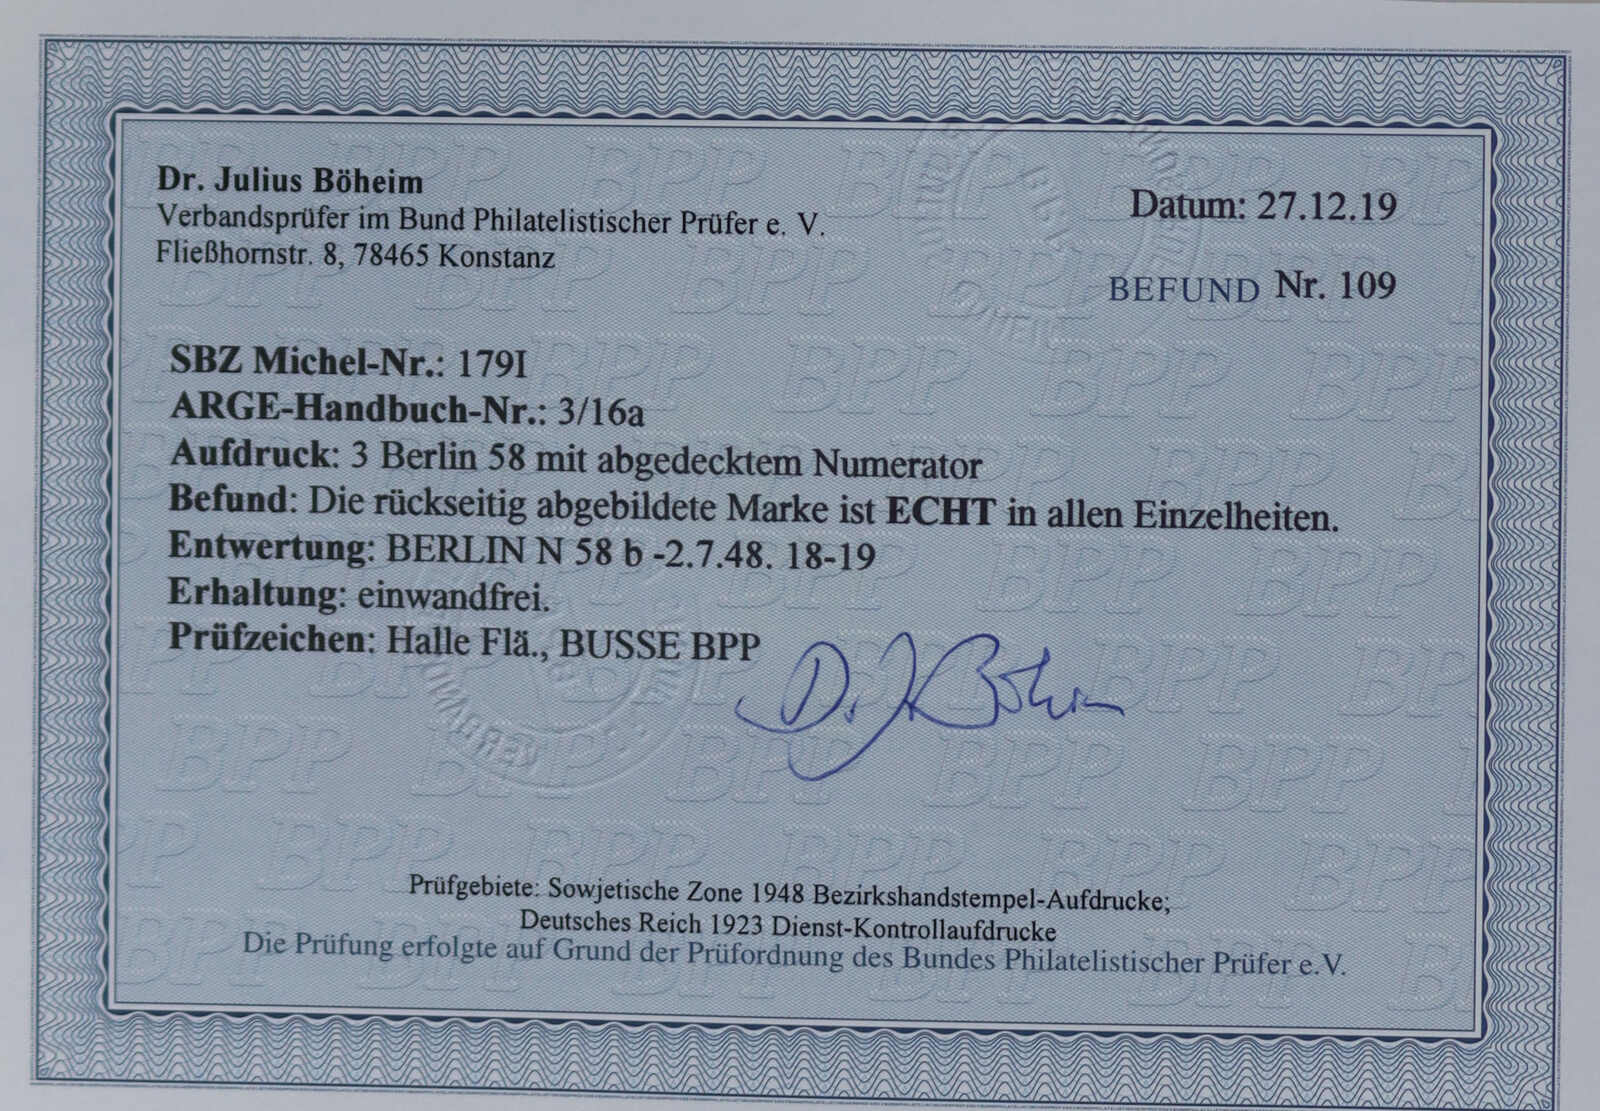 Dr. Julius Böheim
Verbandsprüfer im Bund Philatelistischer Prüfer e. V.
Fließhornstr. 8, 78465 Konstanz
Datum: 27.12.19
BEFUND Nr. 109
SBZ Michel-Nr.: 179I
ARGE-Handbuch-Nr.: 3/16a
Aufdruck: 3 Berlin 58 mit abgedecktem Numerator
Befund: Die rückseitig abgebildete Marke ist ECHT in allen Einzelheiten.
Entwertung: BERLIN N 58 b -2.7.48. 18-19
Erhaltung: einwandfrei.
Prüfzeichen: Halle Flä., BUSSE BPP
Dr. J Böheim
Prüfgebiete: Sowjetische Zone 1948 Bezirkshandstempel-Aufdrucke;
Deutsches Reich 1923 Dienst-Kontrollaufdrucke
Die Prüfung erfolgte auf Grund der Prüfordnung des Bundes Philatelistischer Prüfer e.V.